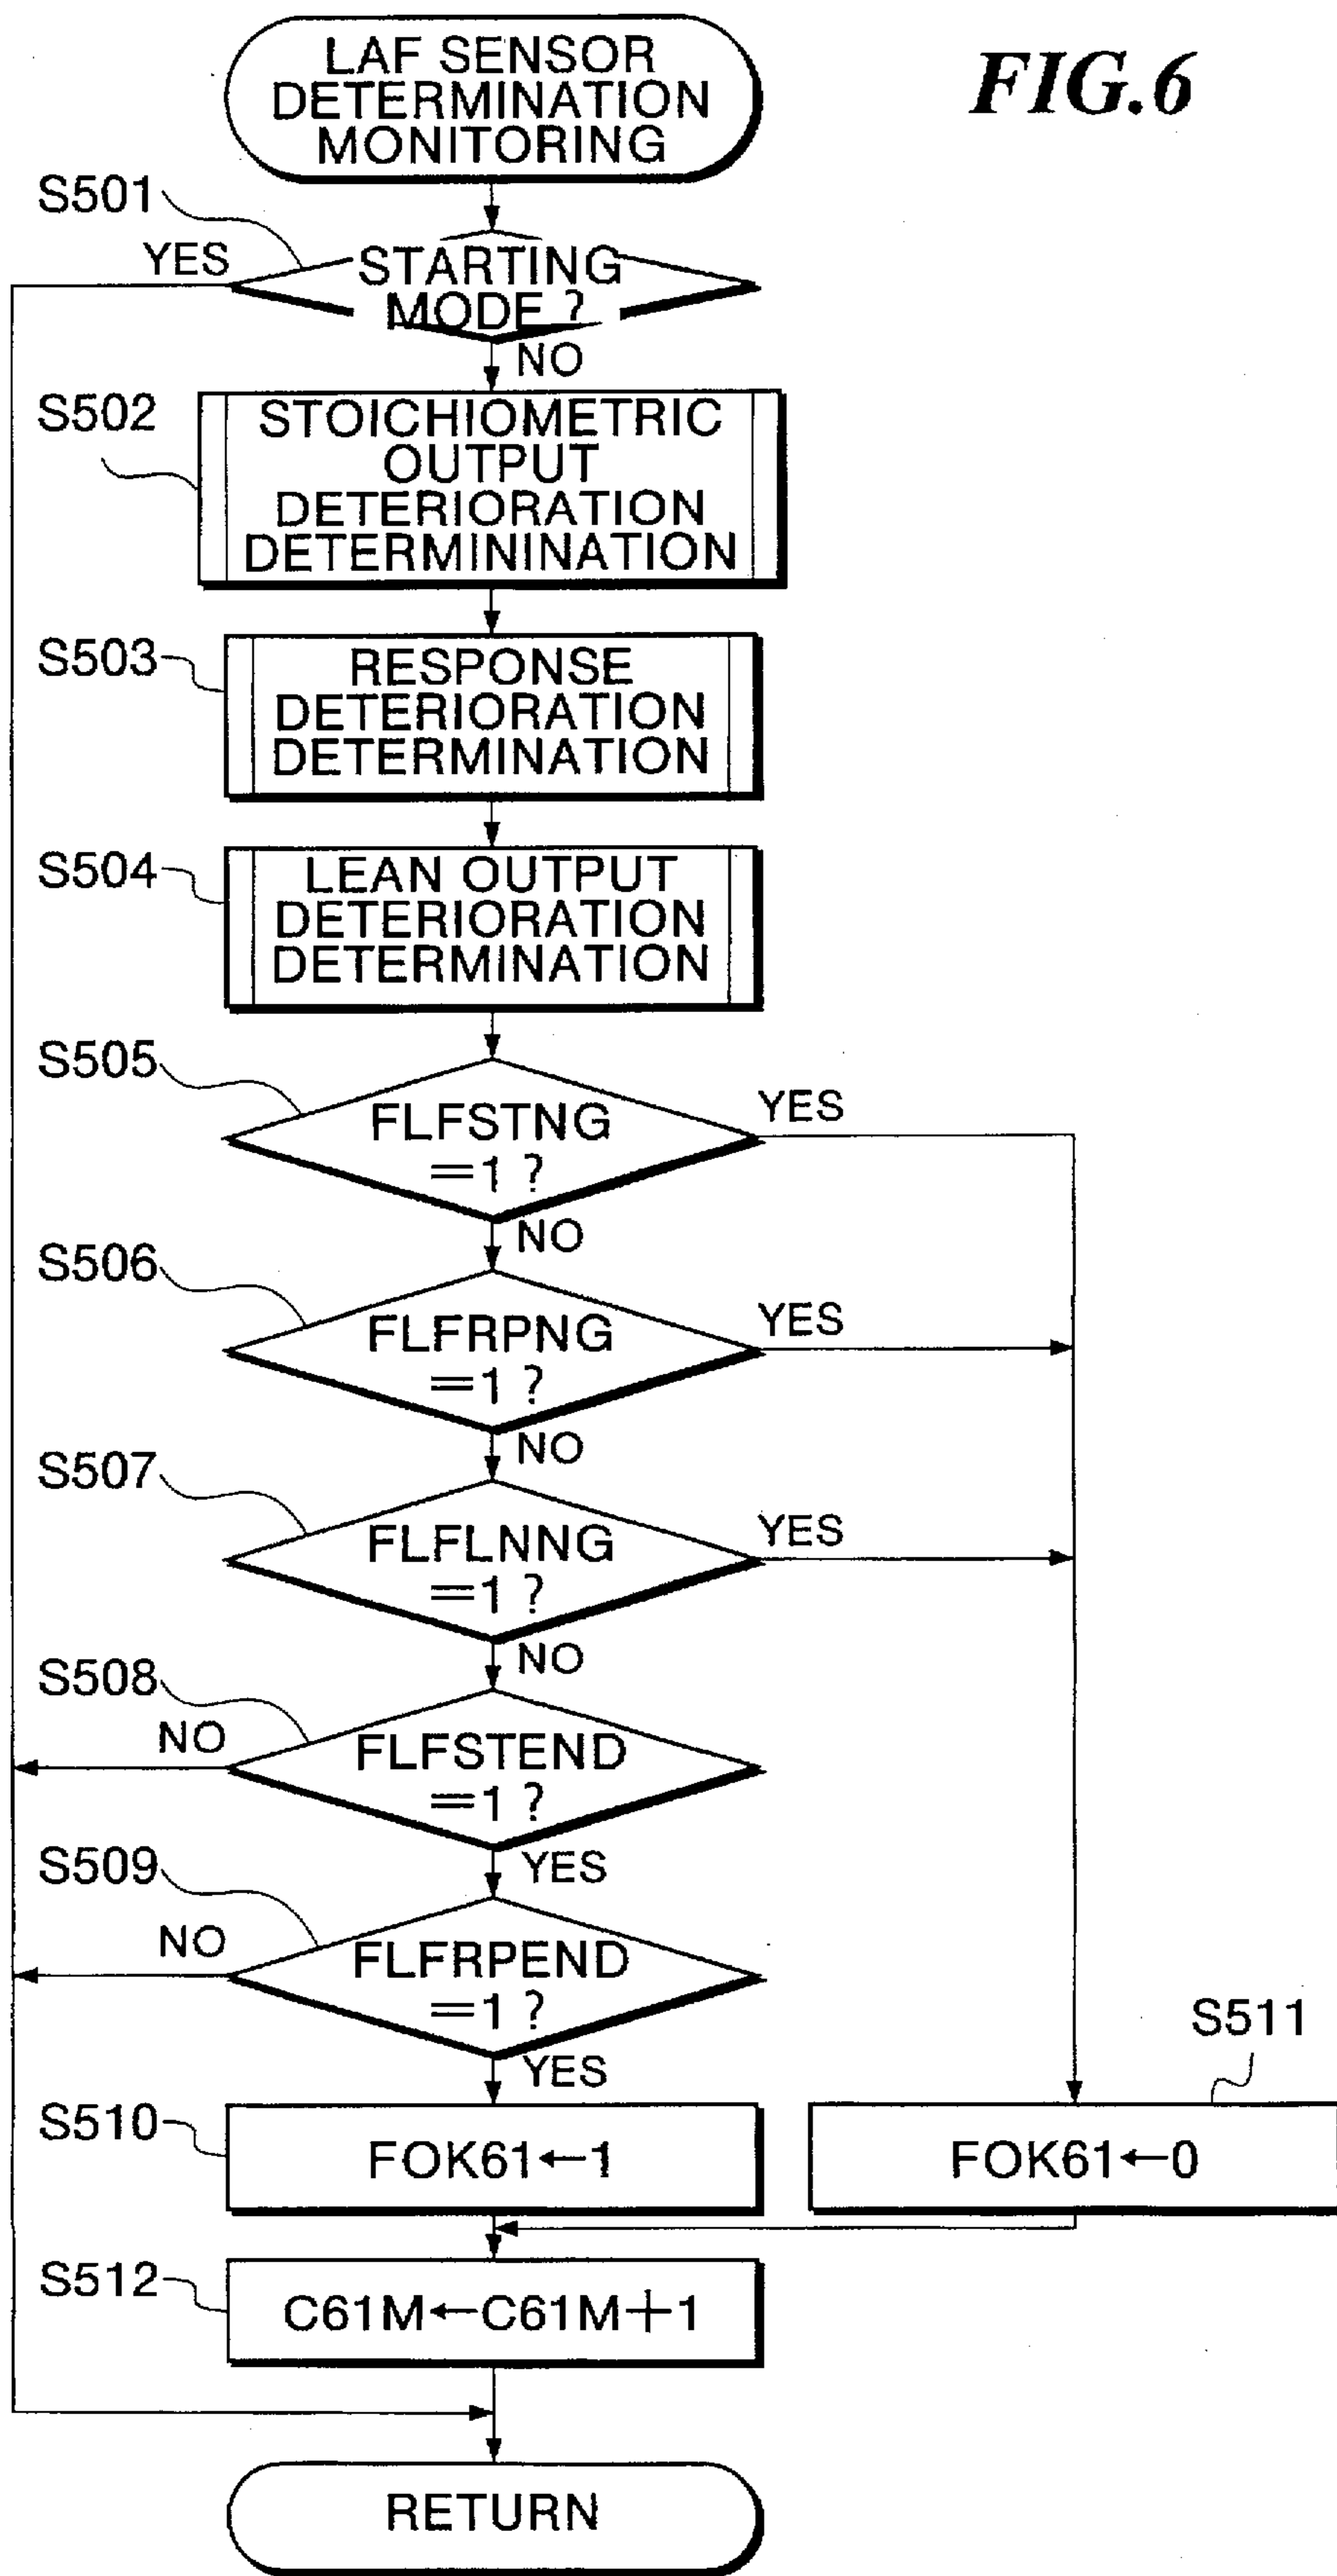 FIG.6
LAF SENSOR
DETERMINATION
MONITORING
S501
YES
STARTING
MODE ?
NO
S502
STOICHIOMETRIC
OUTPUT
DETERIORATION
DETERMININATION
S503
RESPONSE
DETERIORATION
DETERMINATION
S504
LEAN OUTPUT
DETERIORATION
DETERMINATION
S505
FLFSTNG
=1 ?
YES
NO
S506
FLFRPNG
=1 ?
YES
NO
S507
FLFLNNG
=1 ?
YES
NO
S508
NO
FLFSTEND
=1 ?
YES
S509
NO
FLFRPEND
=1 ?
YES
S511
S510
FOK61←1
FOK61←0
S512
C61M←C61M+1
RETURN